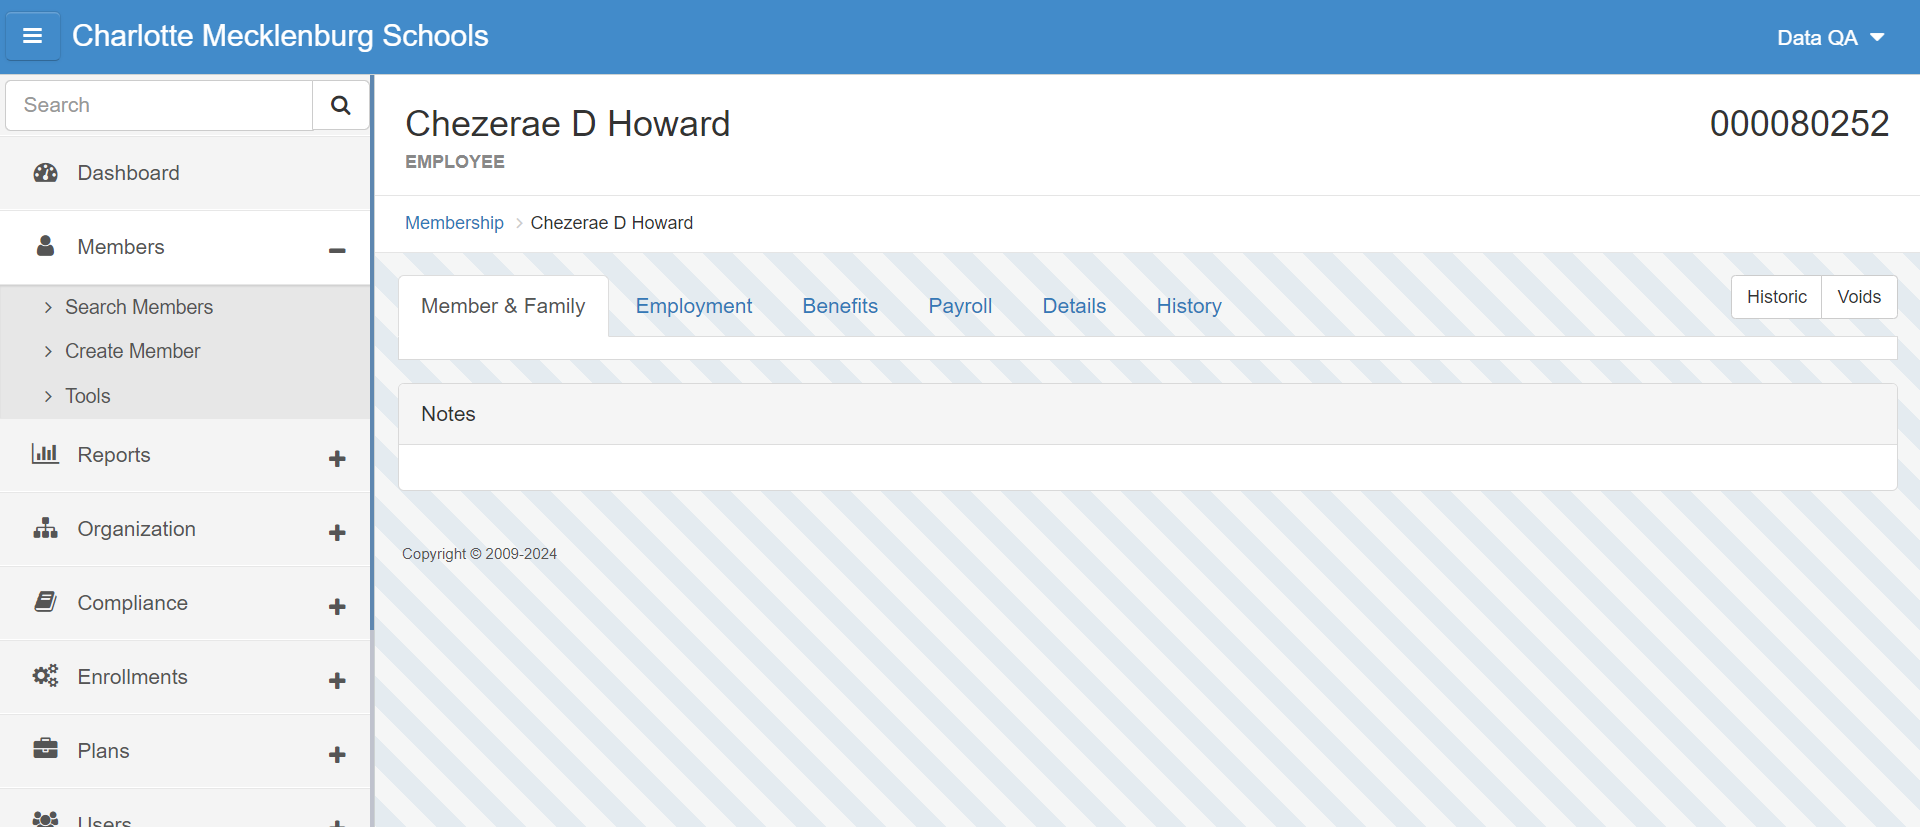 Charlotte Mecklenburg Schools
Data QA
Search
Dashboard
Members
Search Members
Create Member
Tools
Reports
Organization
Compliance
Enrollments
Plans
Users
Chezerae D Howard
000080252
EMPLOYEE
Membership > Chezerae D Howard
Member & Family Employment Benefits Payroll Details History
Historic Voids
Notes
Copyright © 2009-2024